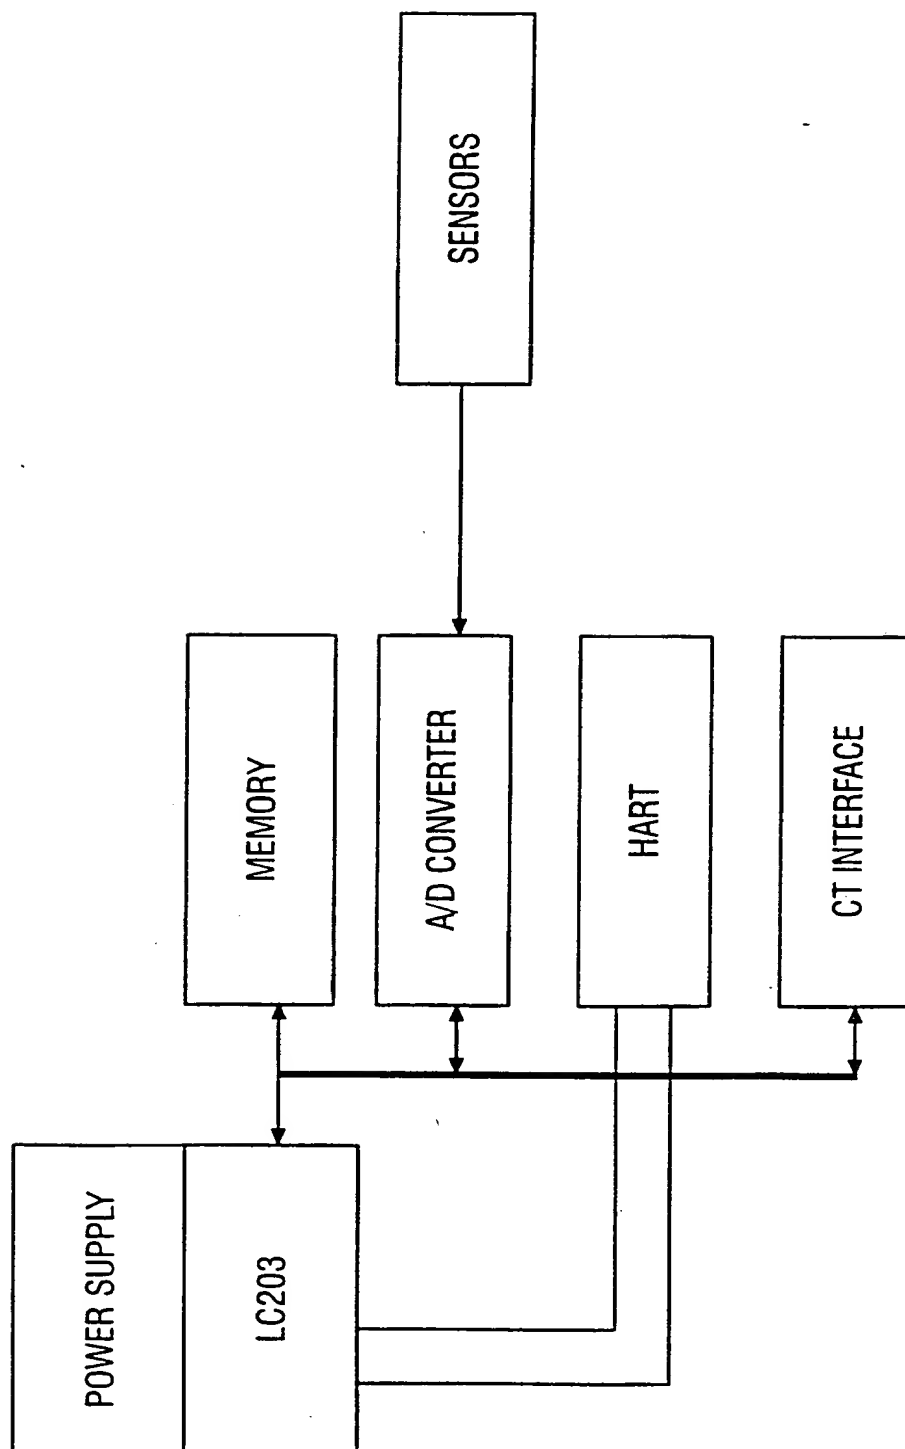 POWER SUPPLY
LC203
MEMORY
A/D CONVERTER
HART
CT INTERFACE
SENSORS